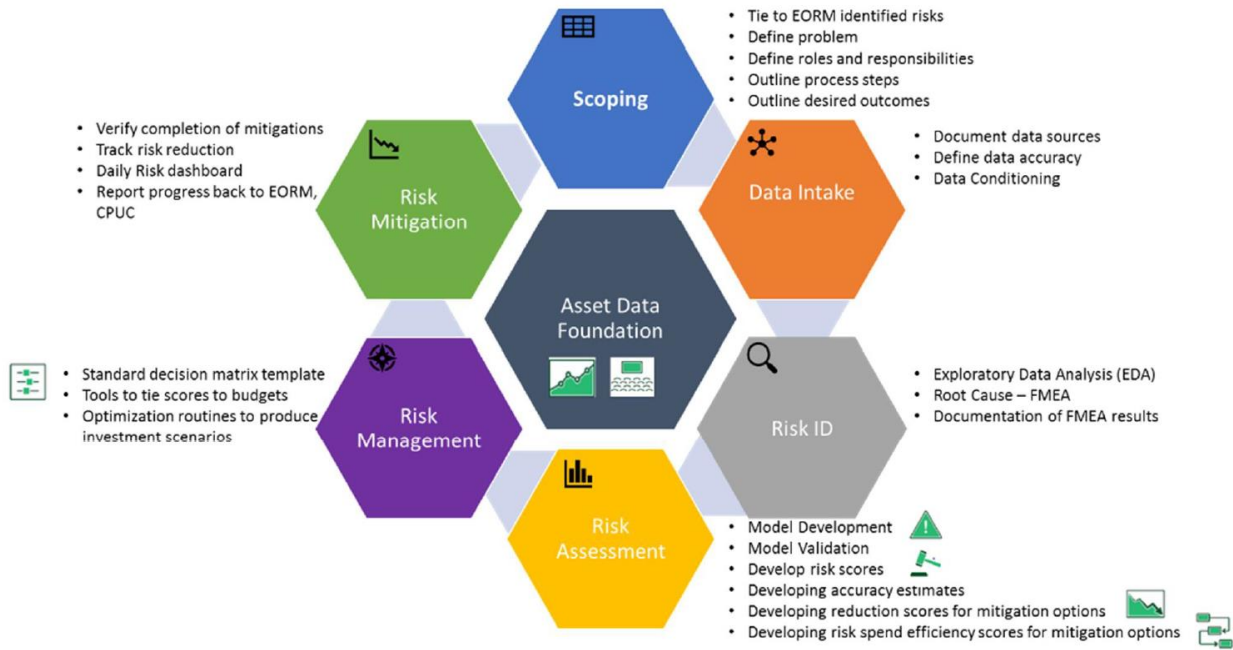 Scoping
• Tie to EORM identified risks
• Define problem
• Define roles and responsibilities
• Outline process steps
• Outline desired outcomes
Data Intake
• Document data sources
• Define data accuracy
• Data Conditioning
Risk ID
• Exploratory Data Analysis (EDA)
• Root Cause – FMEA
• Documentation of FMEA results
Risk
Assessment
• Model Development
• Model Validation
• Develop risk scores
• Developing accuracy estimates
• Developing reduction scores for mitigation options
• Developing risk spend efficiency scores for mitigation options
Risk
Management
• Standard decision matrix template
• Tools to tie scores to budgets
• Optimization routines to produce
investment scenarios
Risk
Mitigation
• Verify completion of mitigations
• Track risk reduction
• Daily Risk dashboard
• Report progress back to EORM,
CPUC
Asset Data
Foundation